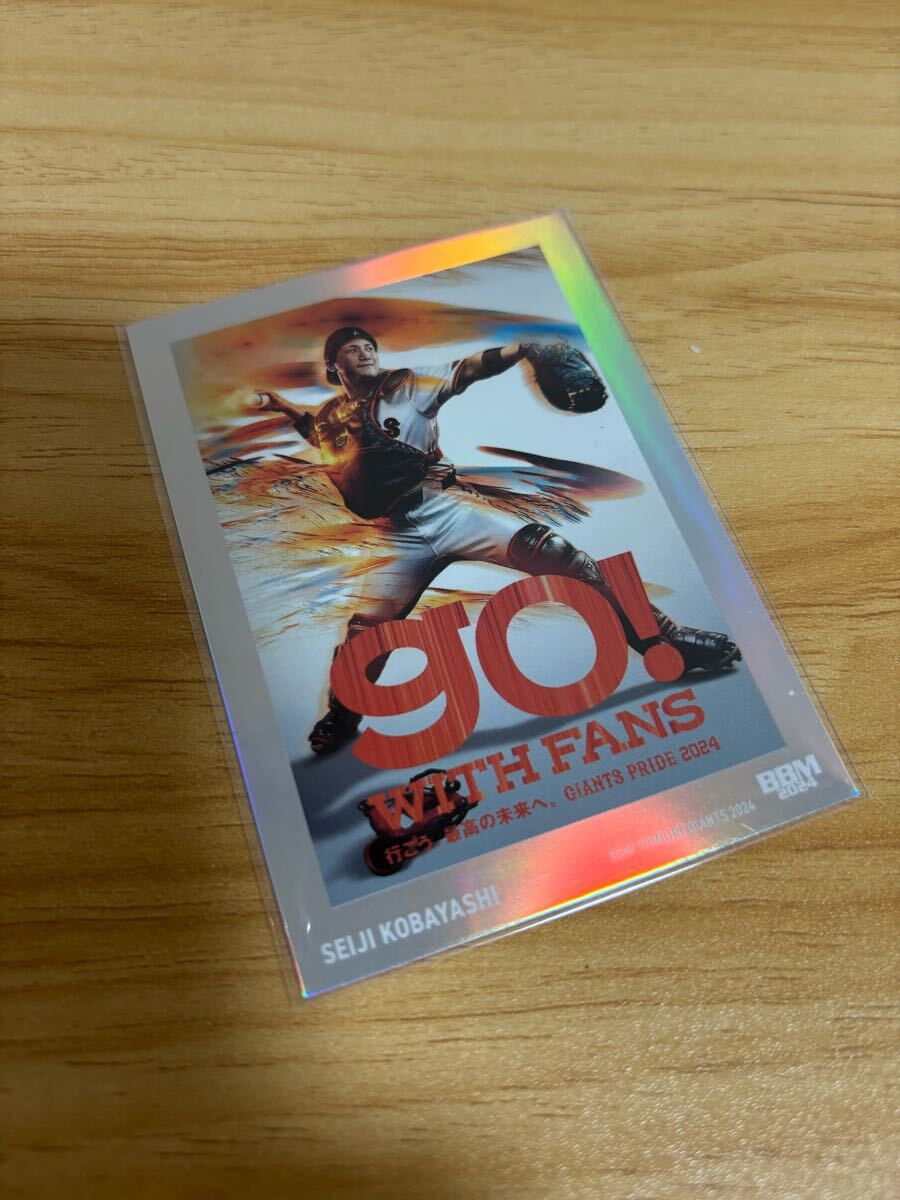 S
go!
WITH FANS
行こう、最高の未来へ。GIANTS PRIDE 2024
BBM
2024
YOMIURI GIANTS 2024
SEIJI KOBAYASHI